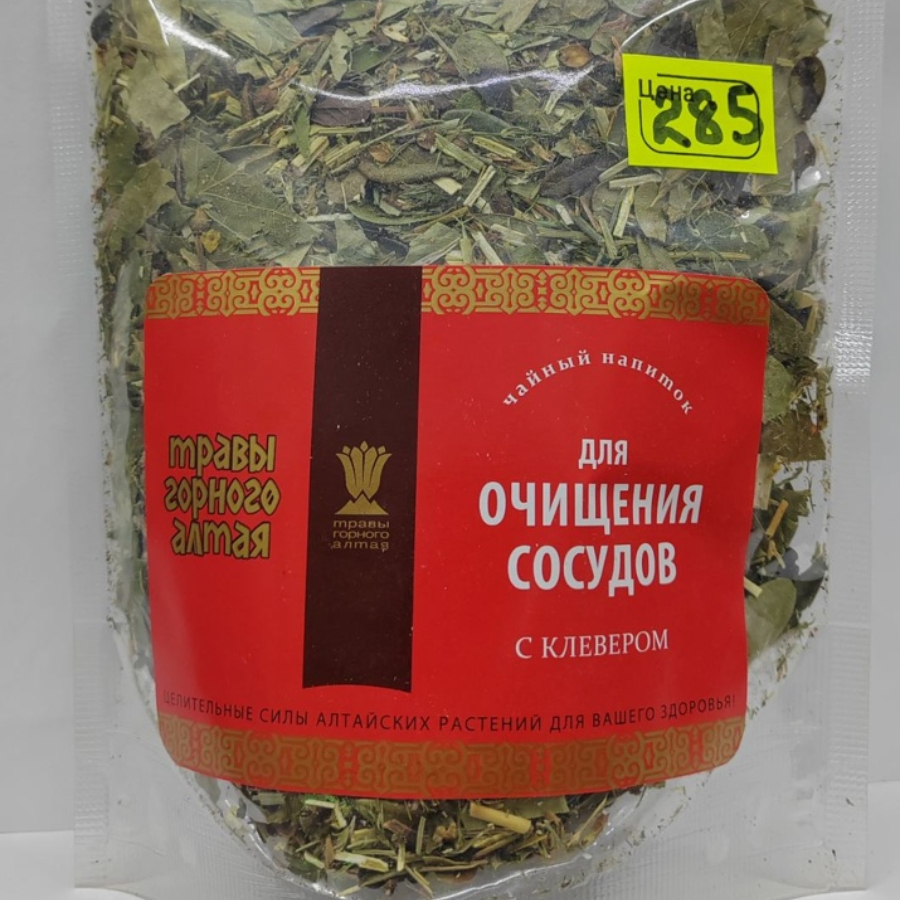 Цена
285
чайный напиток
травы
горного
алтая
травы
горного
алтая
ДЛЯ
ОЧИЩЕНИЯ
СОСУДОВ
С КЛЕВЕРОМ
ЦЕЛИТЕЛЬНЫЕ СИЛЫ АЛТАЙСКИХ РАСТЕНИЙ ДЛЯ ВАШЕГО ЗДОРОВЬЯ!